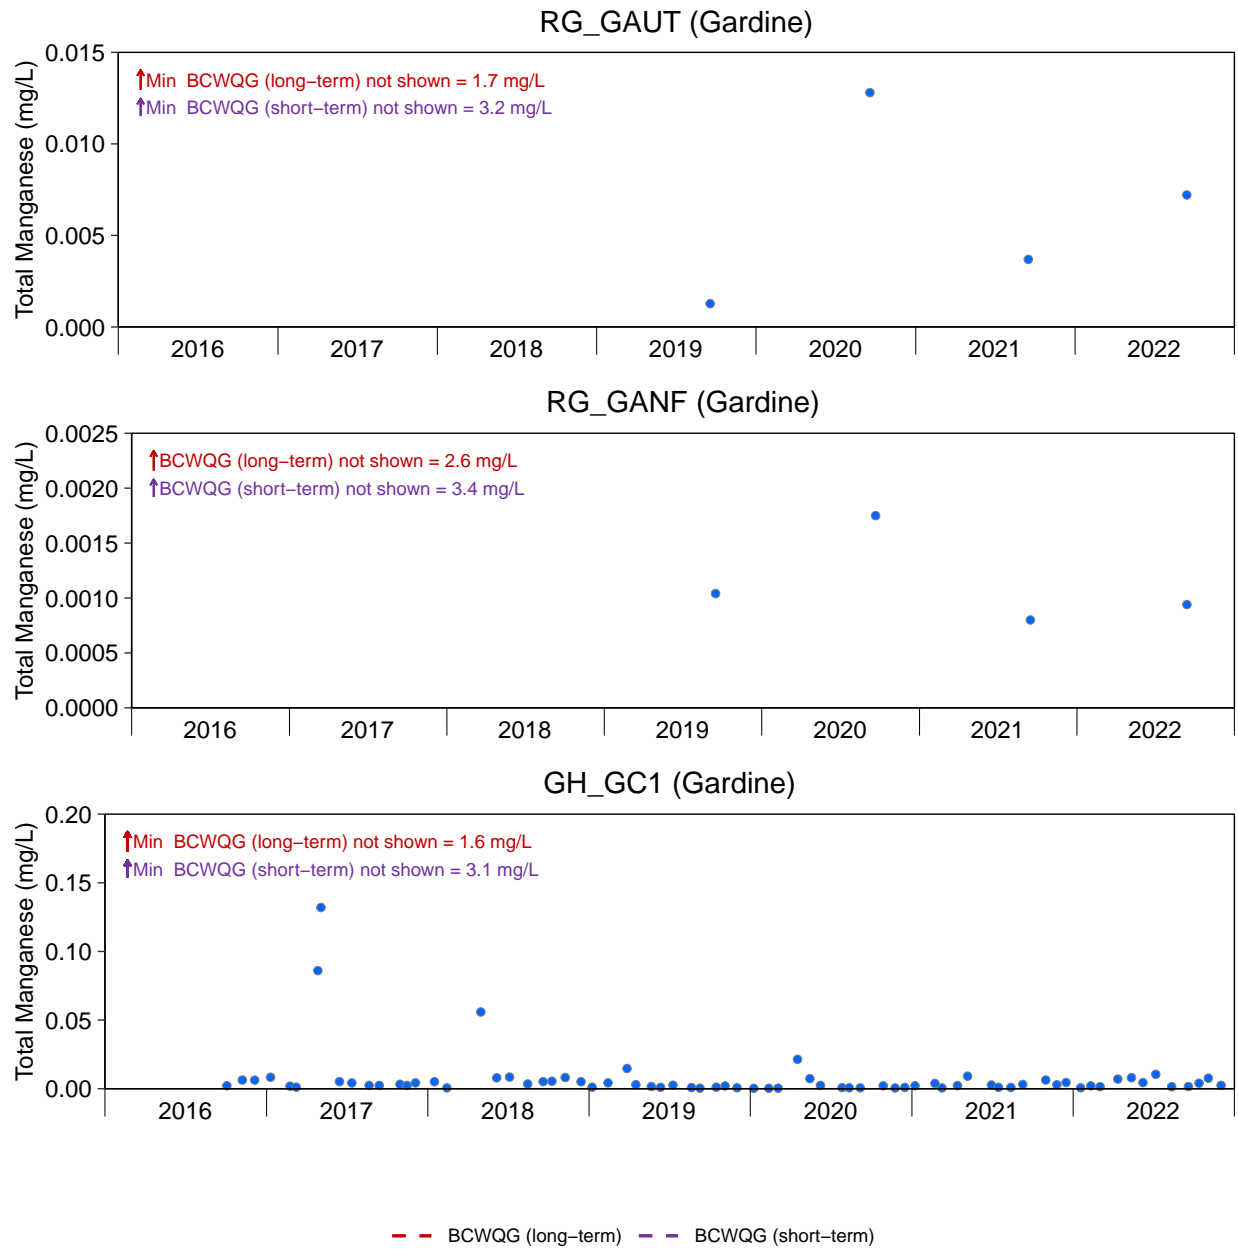 RG_GAUT (Gardine)
Total Manganese (mg/L)
0.015
0.010
0.005
0.000
↑Min BCWQG (long−term) not shown = 1.7 mg/L
↑Min BCWQG (short−term) not shown = 3.2 mg/L
2016 2017 2018 2019 2020 2021 2022
RG_GANF (Gardine)
Total Manganese (mg/L)
0.0025
0.0020
0.0015
0.0010
0.0005
0.0000
↑BCWQG (long−term) not shown = 2.6 mg/L
↑BCWQG (short−term) not shown = 3.4 mg/L
2016 2017 2018 2019 2020 2021 2022
GH_GC1 (Gardine)
Total Manganese (mg/L)
0.20
0.15
0.10
0.05
0.00
↑Min BCWQG (long−term) not shown = 1.6 mg/L
↑Min BCWQG (short−term) not shown = 3.1 mg/L
2016 2017 2018 2019 2020 2021 2022
BCWQG (long−term) BCWQG (short−term)